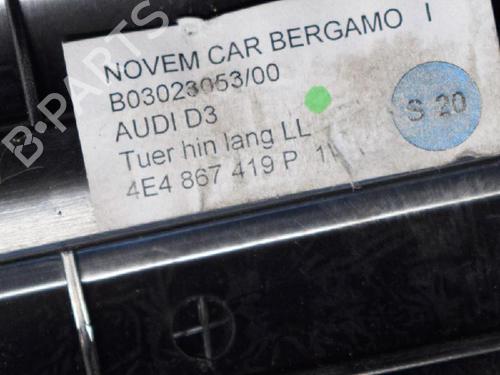 NOVEM CAR BERGAMO I
B03023053/00
AUDI D3
Tuer hin lang LL
4E4 867 419 P
S 20
B-PARTS